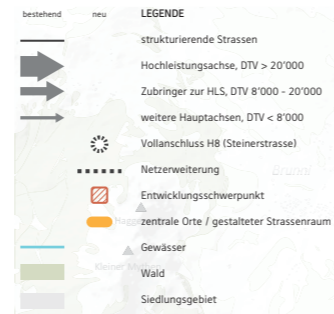 bestehend neu LEGENDE
strukturierende Strassen
Hochleistungsachse, DTV > 20'000
Zubringer zur HLS, DTV 8'000 - 20'000
weitere Hauptachsen, DTV < 8'000
Vollanschluss H8 (Steinerstrasse)
Netzerweiterung
Entwicklungsschwerpunkt
zentrale Orte / gestalteter Strassenraum
Gewässer
Wald
Siedlungsgebiet